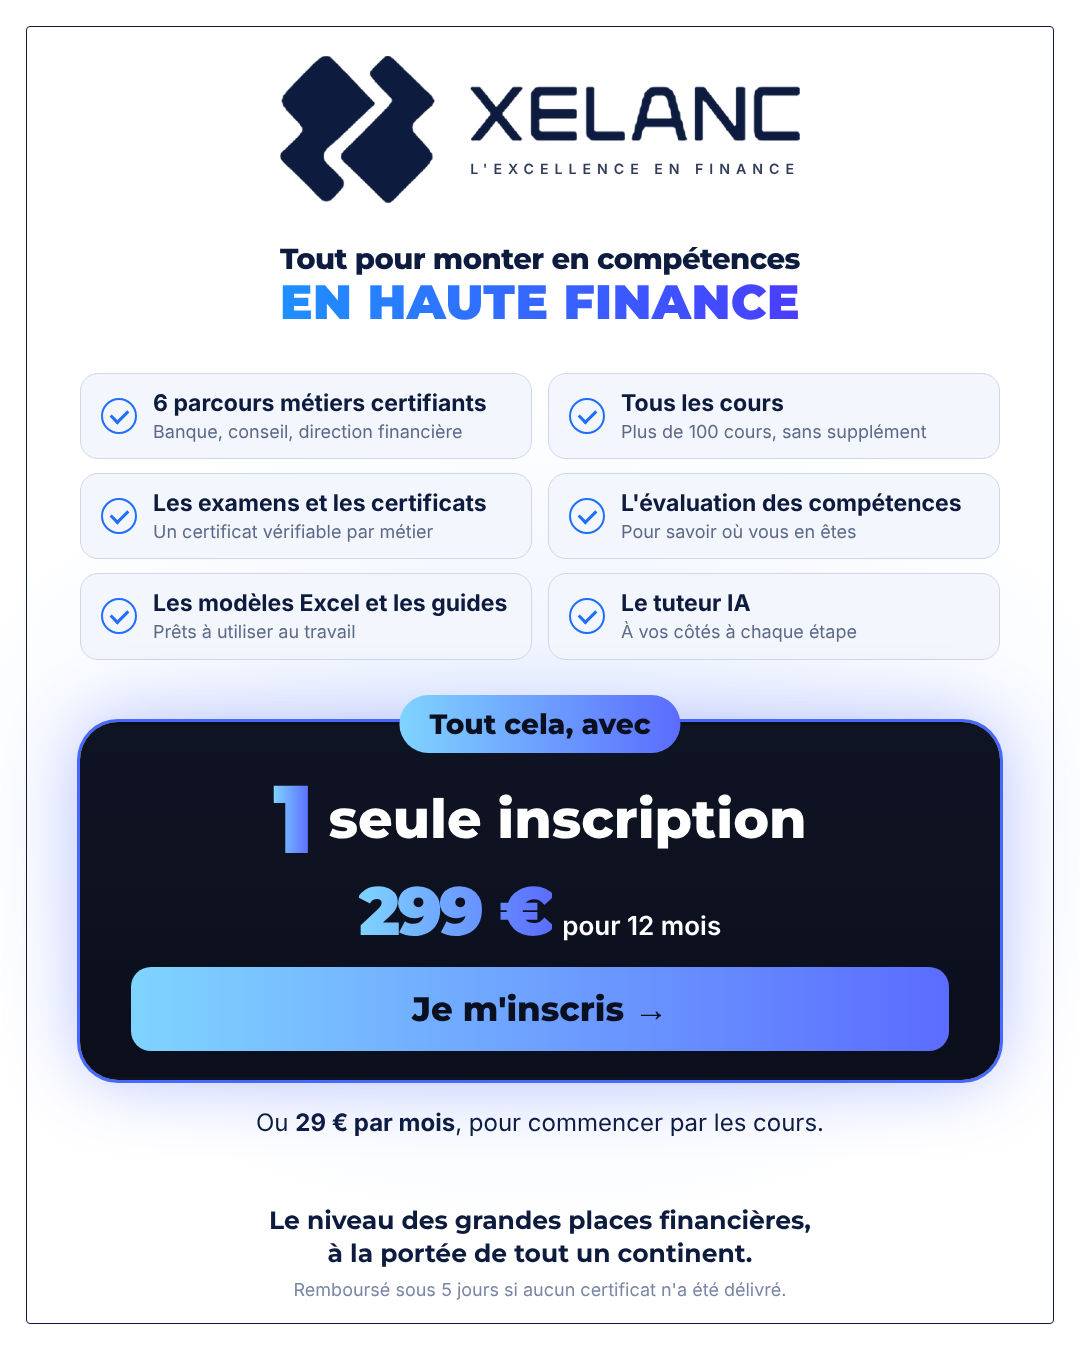 XELANC
L'EXCELLENCE EN FINANCE
Tout pour monter en compétences
EN HAUTE FINANCE
6 parcours métiers certifiants
Banque, conseil, direction financière
Tous les cours
Plus de 100 cours, sans supplément
Les examens et les certificats
Un certificat vérifiable par métier
L'évaluation des compétences
Pour savoir où vous en êtes
Les modèles Excel et les guides
Prêts à utiliser au travail
Le tuteur IA
À vos côtés à chaque étape
Tout cela, avec
1 seule inscription
299 € pour 12 mois
Je m'inscris →
Ou 29 € par mois, pour commencer par les cours.
Le niveau des grandes places financières,
à la portée de tout un continent.
Remboursé sous 5 jours si aucun certificat n'a été délivré.